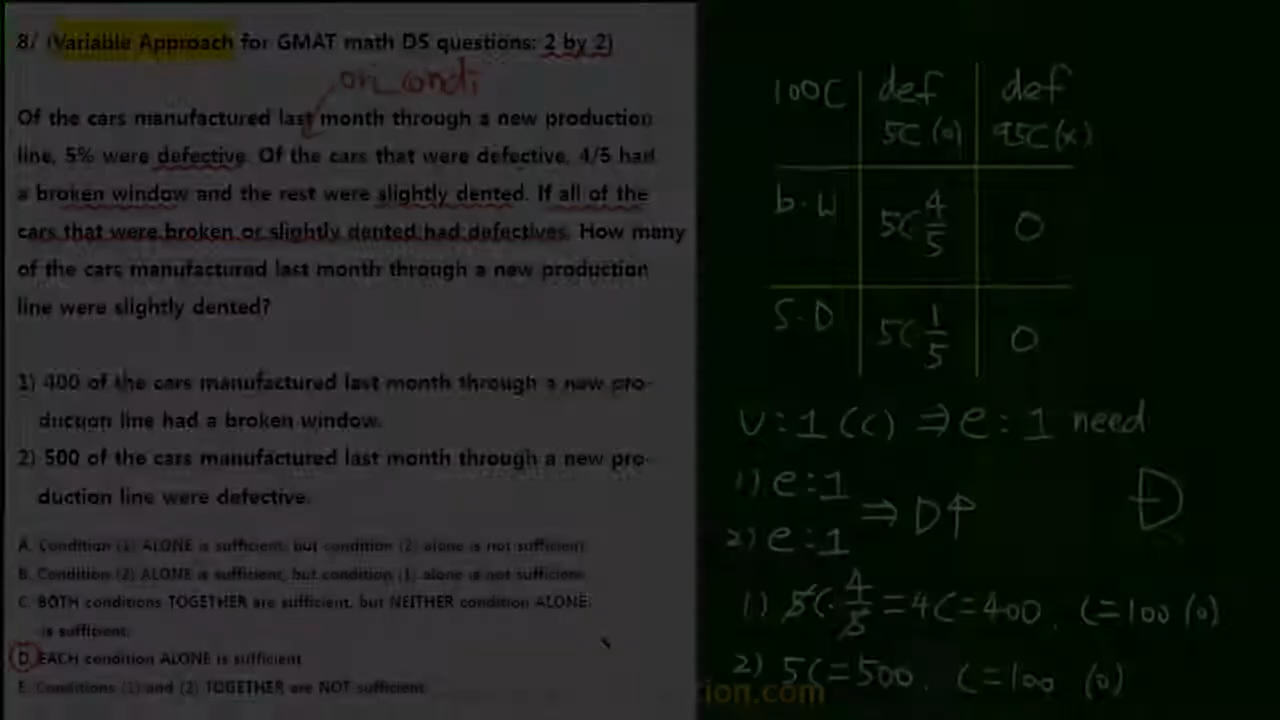 8/ (Variable Approach for GMAT math DS questions: 2 by 2)
ori condi
Of the cars manufactured last month through a new production
line, 5% were defective. Of the cars that were defective, 4/5 had
a broken window and the rest were slightly dented. If all of the
cars that were broken or slightly dented had defectives. How many
of the cars manufactured last month through a new production
line were slightly dented?
1) 400 of the cars manufactured last month through a new pro-
duction line had a broken window.
2) 500 of the cars manufactured last month through a new pro-
duction line were defective.
A. Condition (1) ALONE is sufficient, but condition (2) alone is not sufficient.
B. Condition (2) ALONE is sufficient, but condition (1) alone is not sufficient.
C. BOTH conditions TOGETHER are sufficient, but NEITHER condition ALONE
is sufficient.
D. EACH condition ALONE is sufficient.
E. Conditions (1) and (2) TOGETHER are NOT sufficient.
100C def def
5C (o) 95C (x)
b.w 5C 4/5 0
S.D 5C 1/5 0
v:1 (c) ⇒ e:1 need
1) e:1
⇒ D↑ D
2) e:1
1) 5C·4/5=4C=400, C=100 (o)
2) 5C=500, C=100 (o)
ion.com